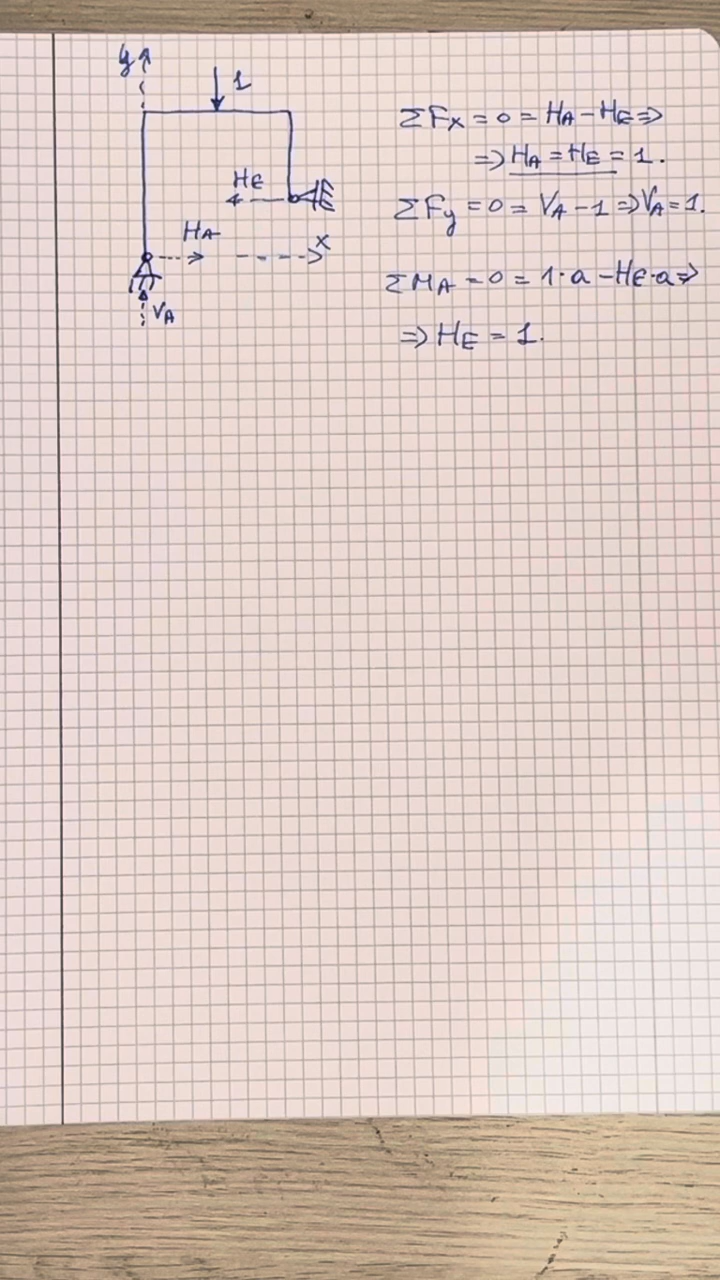 y
1
ΣFx = 0 = HA - HE =>
=> HA = HE = 1.
HE
ΣFy = 0 = VA - 1 => VA = 1.
HA
x
ΣMA = 0 = 1·a - HE·a =>
VA
=> HE = 1.